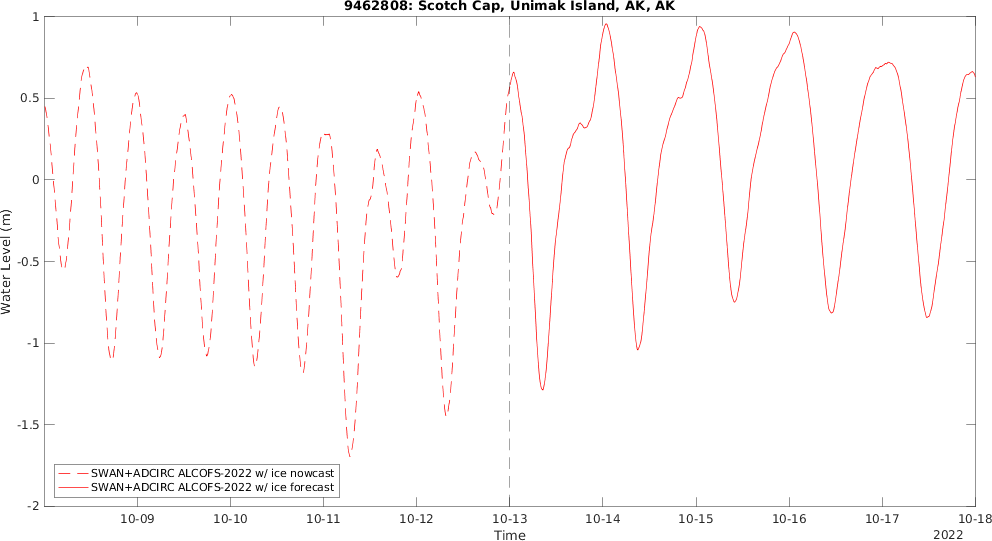 9462808: Scotch Cap, Unimak Island, AK, AK
1
0.5
0
-0.5
-1
-1.5
-2
Water Level (m)
SWAN+ADCIRC ALCOFS-2022 w/ ice nowcast
SWAN+ADCIRC ALCOFS-2022 w/ ice forecast
10-09 10-10 10-11 10-12 10-13 10-14 10-15 10-16 10-17 10-18
Time
2022